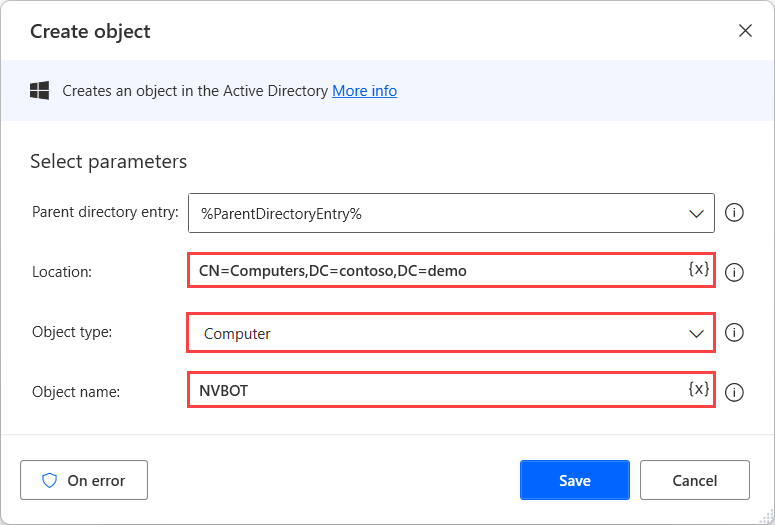 Create object
Creates an object in the Active Directory More info
Select parameters
Parent directory entry: %ParentDirectoryEntry%
Location: CN=Computers,DC=contoso,DC=demo {x}
Object type: Computer
Object name: NVBOT {x}
On error Save Cancel